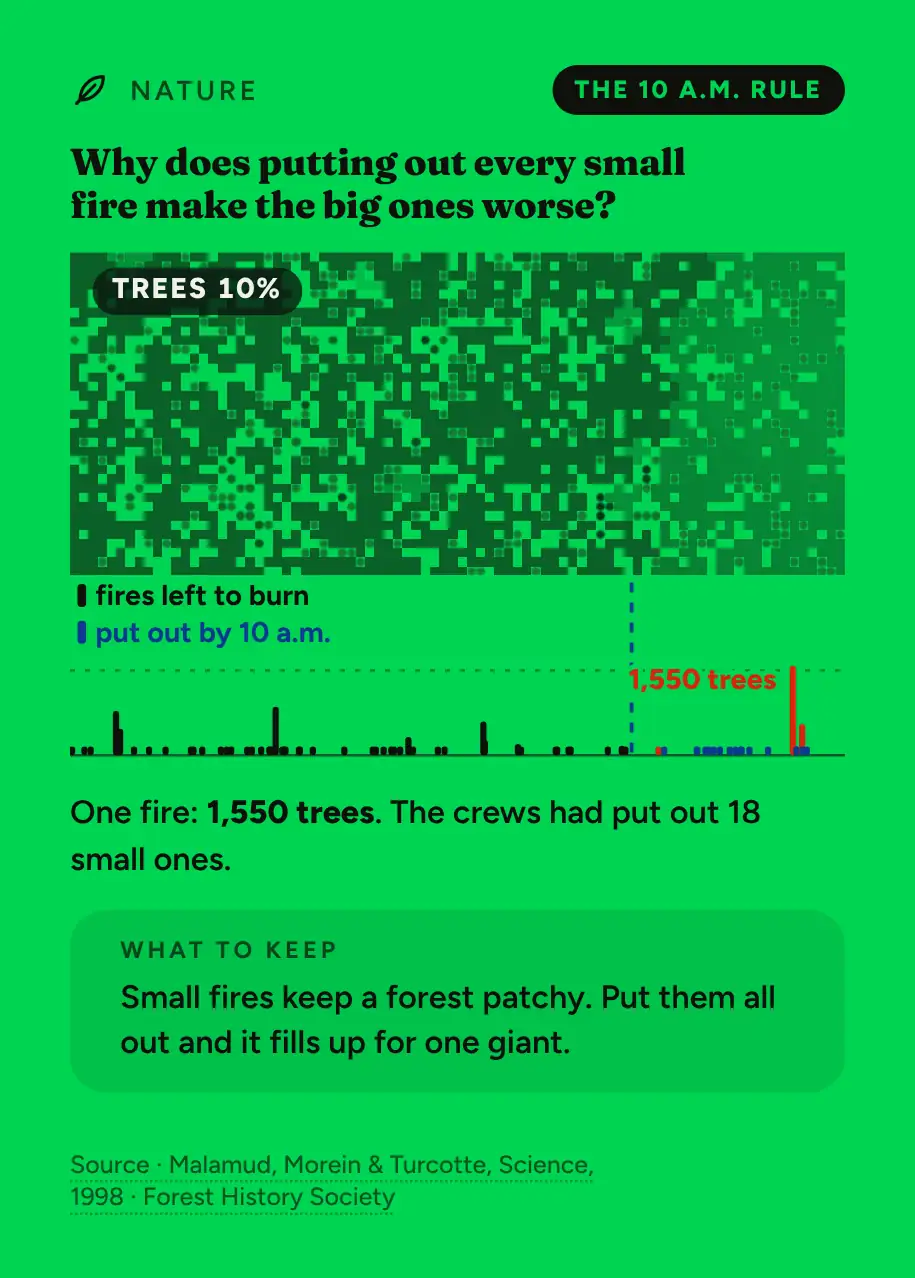 NATURE
THE 10 A.M. RULE
Why does putting out every small
fire make the big ones worse?
TREES 10%
fires left to burn
put out by 10 a.m.
1,550 trees
One fire: 1,550 trees. The crews had put out 18
small ones.
WHAT TO KEEP
Small fires keep a forest patchy. Put them all
out and it fills up for one giant.
Source · Malamud, Morein & Turcotte, Science,
1998 · Forest History Society